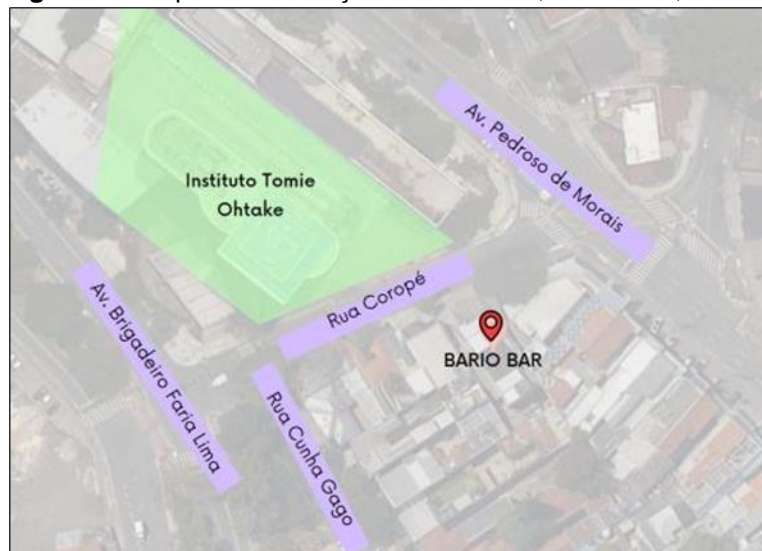 Av. Pedroso de Morais
Instituto Tomie
Ohtake
Rua Coropé
BARIO BAR
Av. Brigadeiro Faria Lima
Rua Cunha Gago